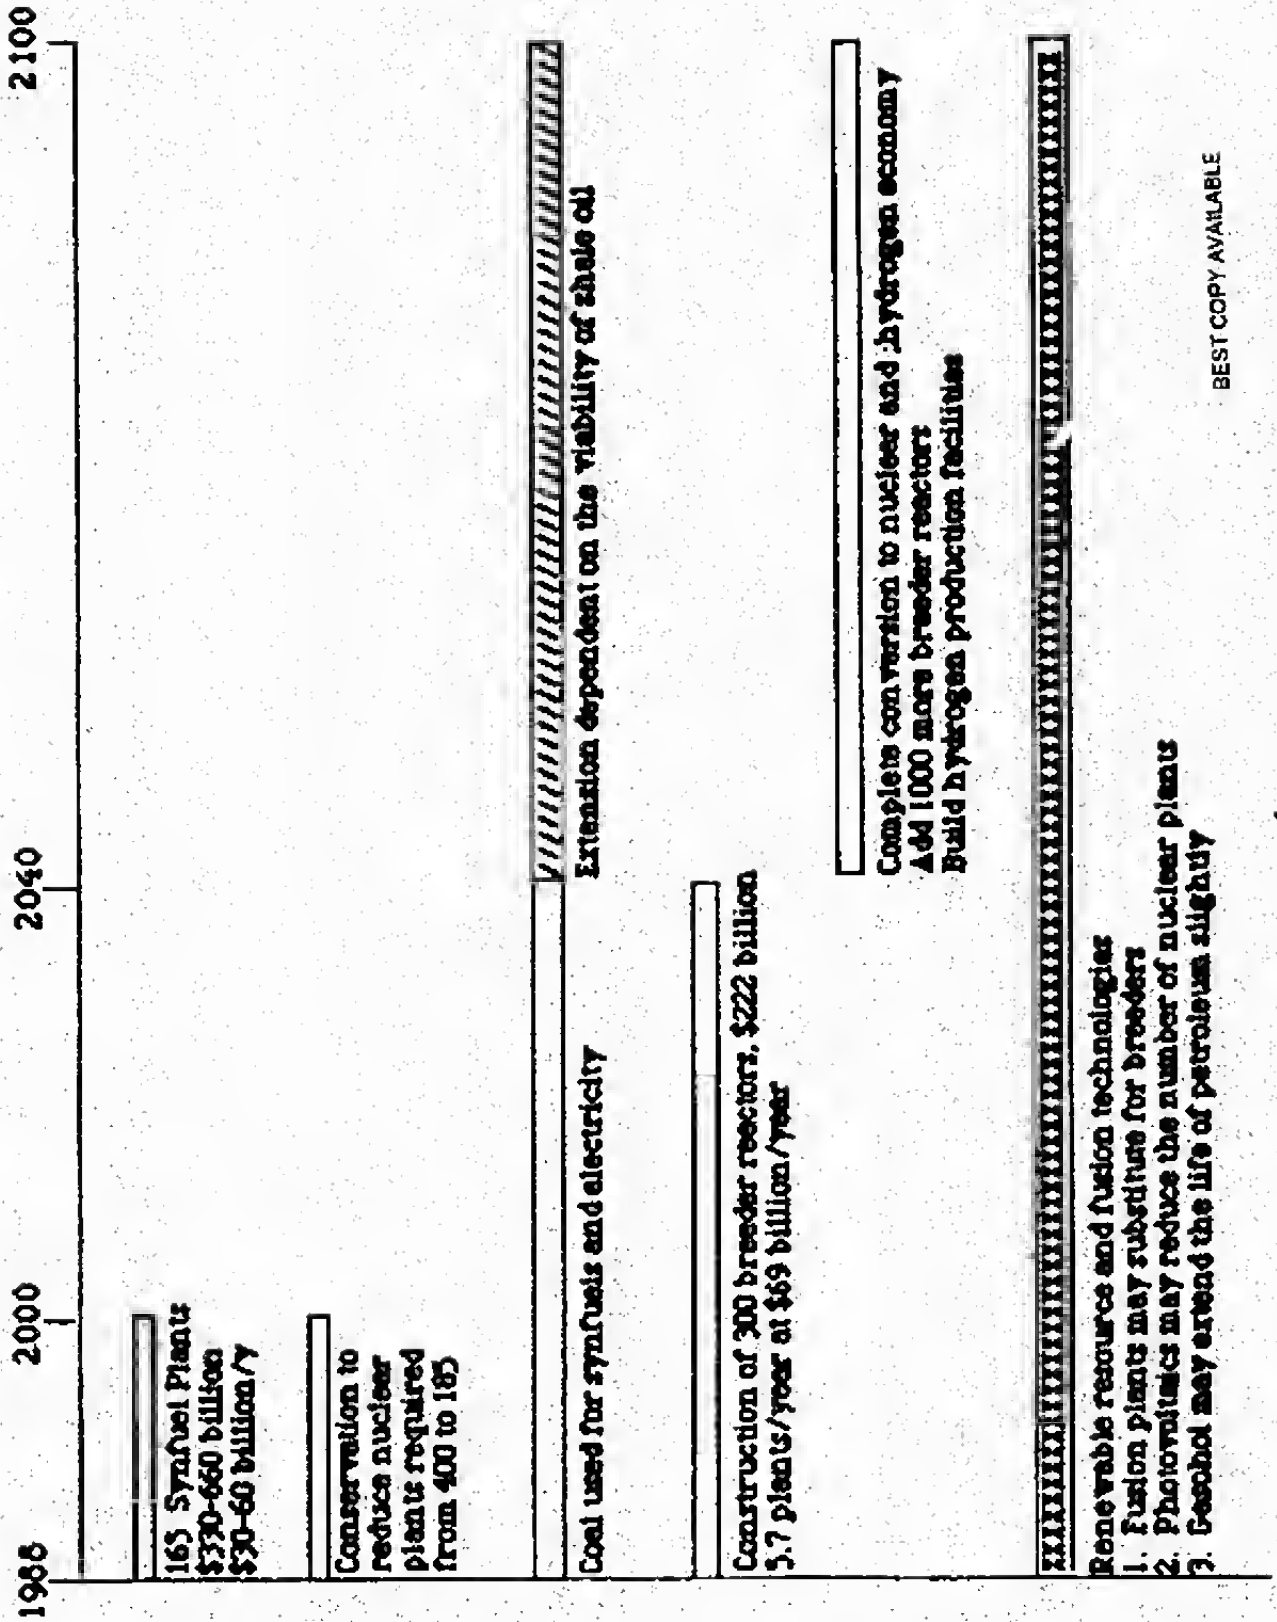 1988 2000 2040 2100
165 Synfuel Plants
$330-660 billion
$30-60 billion/y
Conservation to
reduce nuclear
plants required
from 400 to 185
Coal used for synfuels and electricity
Extension dependent on the viability of shale oil
Construction of 300 breeder reactors, $222 billion
5.7 plants/year at $69 billion/year
Complete conversion to nuclear and hydrogen economy
Add 1000 more breeder reactors
Build hydrogen production facilities
Renewable resource and fusion technologies
1. Fusion plants may substitute for breeders
2. Photovoltaics may reduce the number of nuclear plants
3. Gasohol may extend the life of petroleum slightly
BEST COPY AVAILABLE